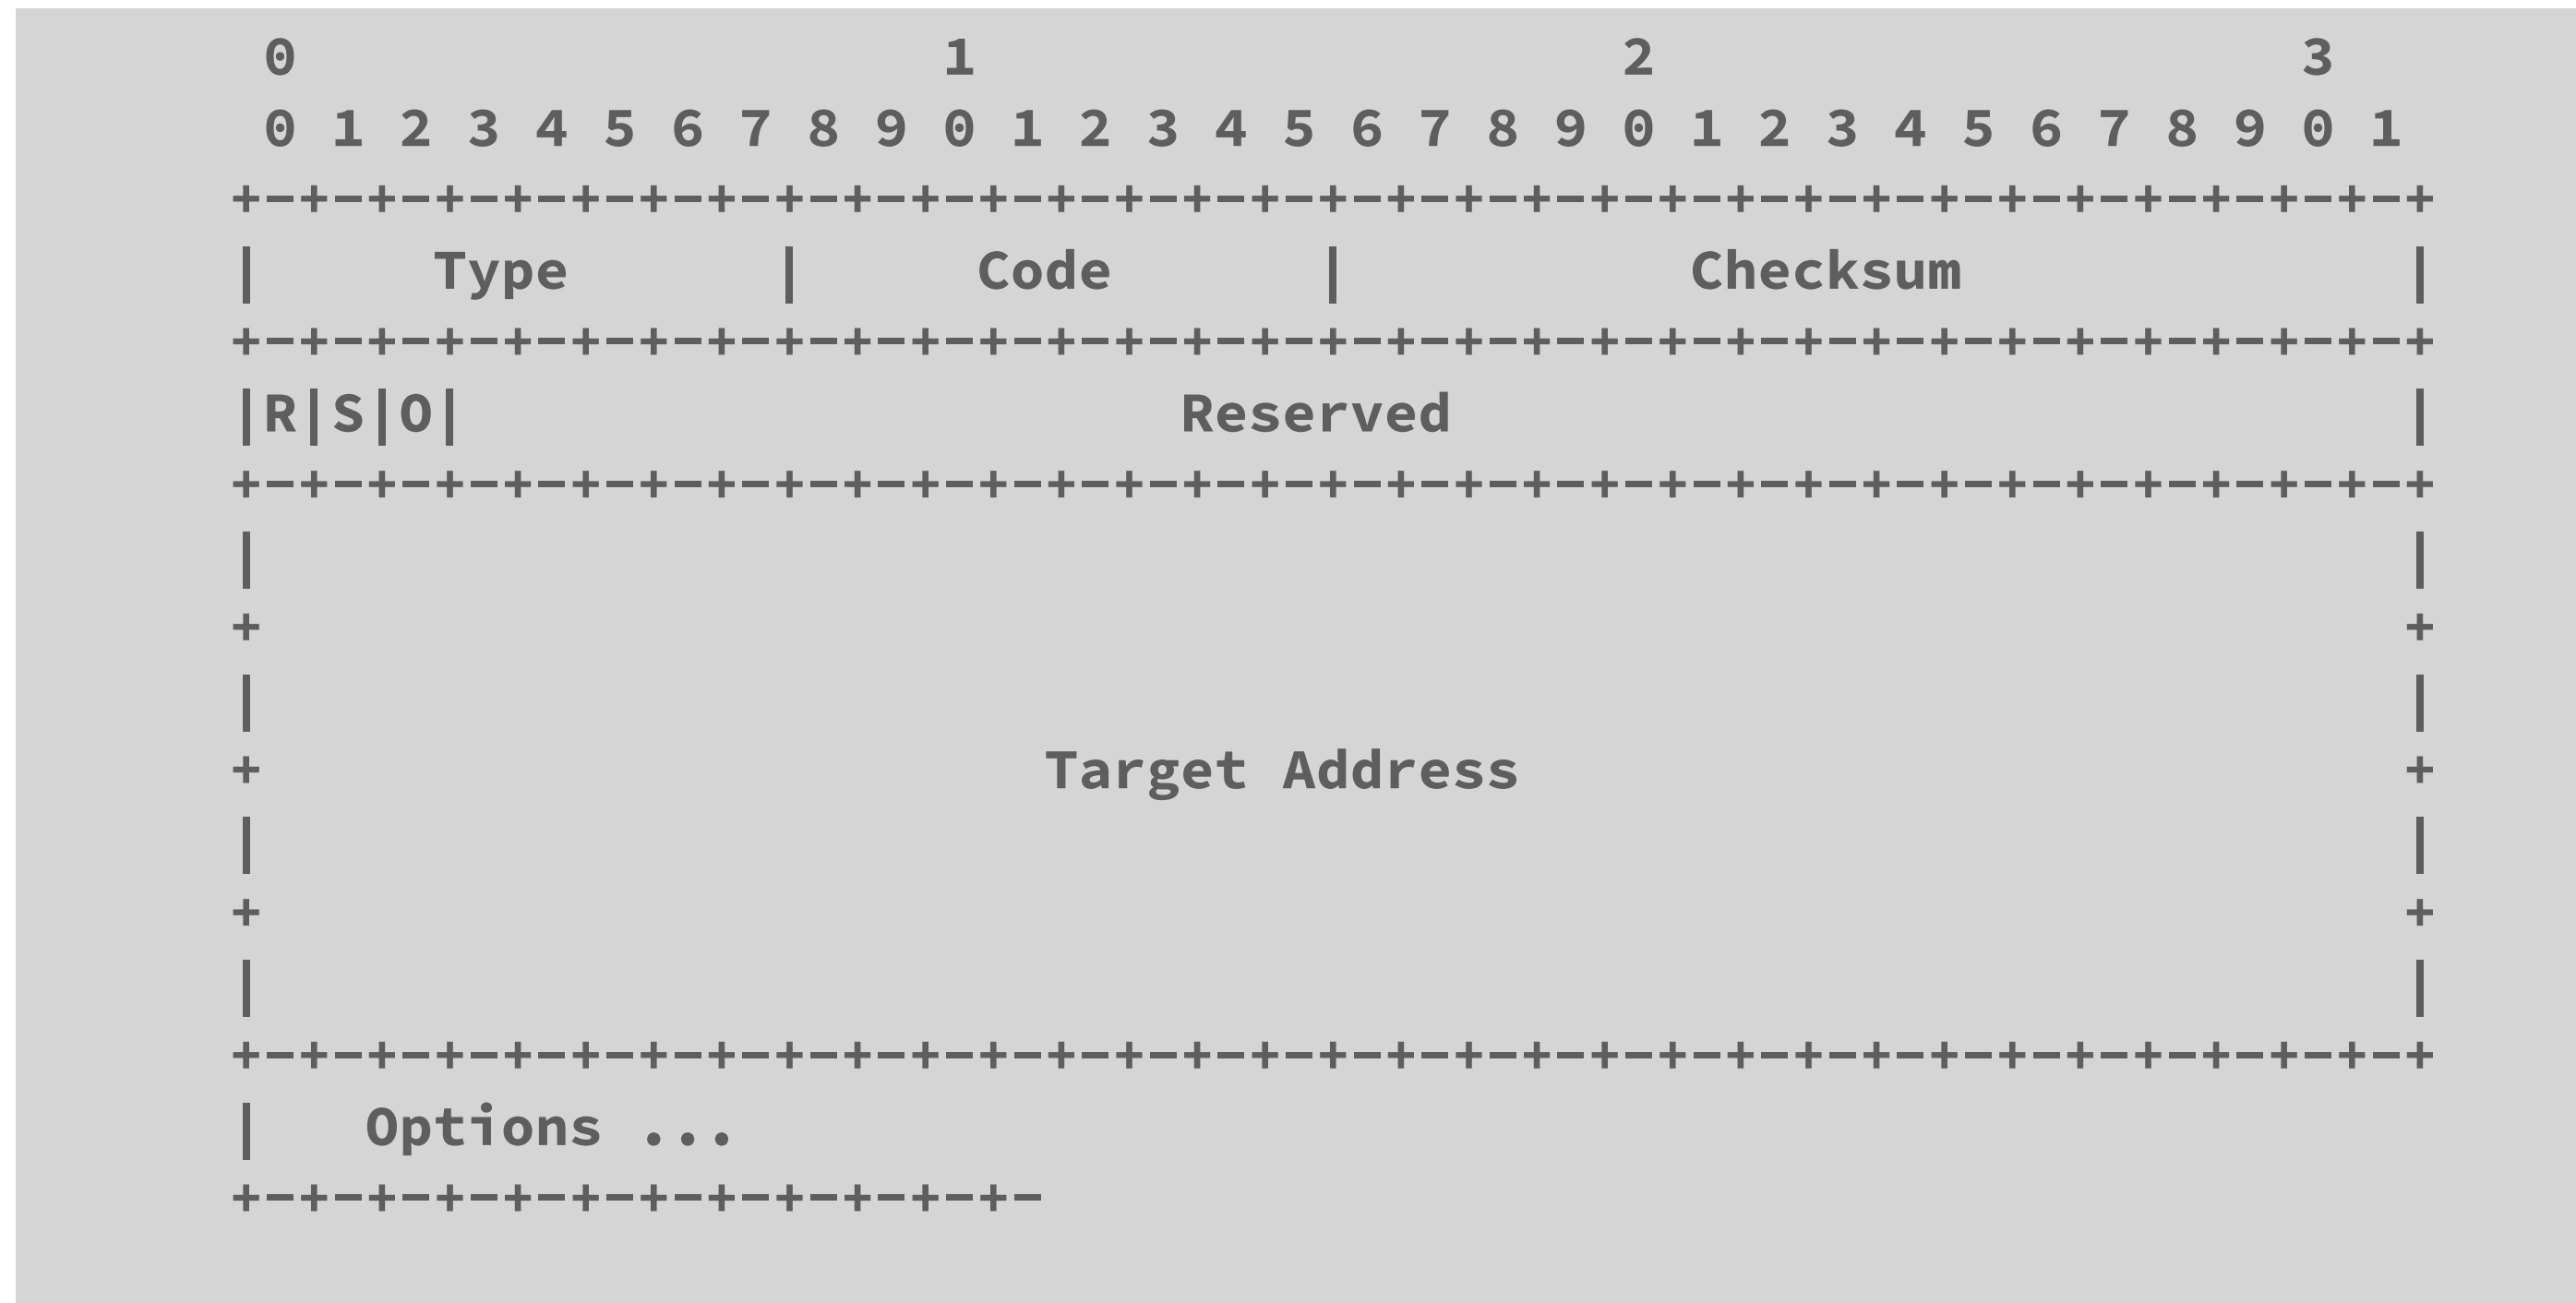 0                   1                   2                   3
 0 1 2 3 4 5 6 7 8 9 0 1 2 3 4 5 6 7 8 9 0 1 2 3 4 5 6 7 8 9 0 1
+-+-+-+-+-+-+-+-+-+-+-+-+-+-+-+-+-+-+-+-+-+-+-+-+-+-+-+-+-+-+-+-+
|     Type      |     Code      |          Checksum             |
+-+-+-+-+-+-+-+-+-+-+-+-+-+-+-+-+-+-+-+-+-+-+-+-+-+-+-+-+-+-+-+-+
|R|S|O|                     Reserved                            |
+-+-+-+-+-+-+-+-+-+-+-+-+-+-+-+-+-+-+-+-+-+-+-+-+-+-+-+-+-+-+-+-+
|                                                               |
+                                                               +
|                                                               |
+                       Target Address                          +
|                                                               |
+                                                               +
|                                                               |
+-+-+-+-+-+-+-+-+-+-+-+-+-+-+-+-+-+-+-+-+-+-+-+-+-+-+-+-+-+-+-+-+
|   Options ...
+-+-+-+-+-+-+-+-+-+-+-+-